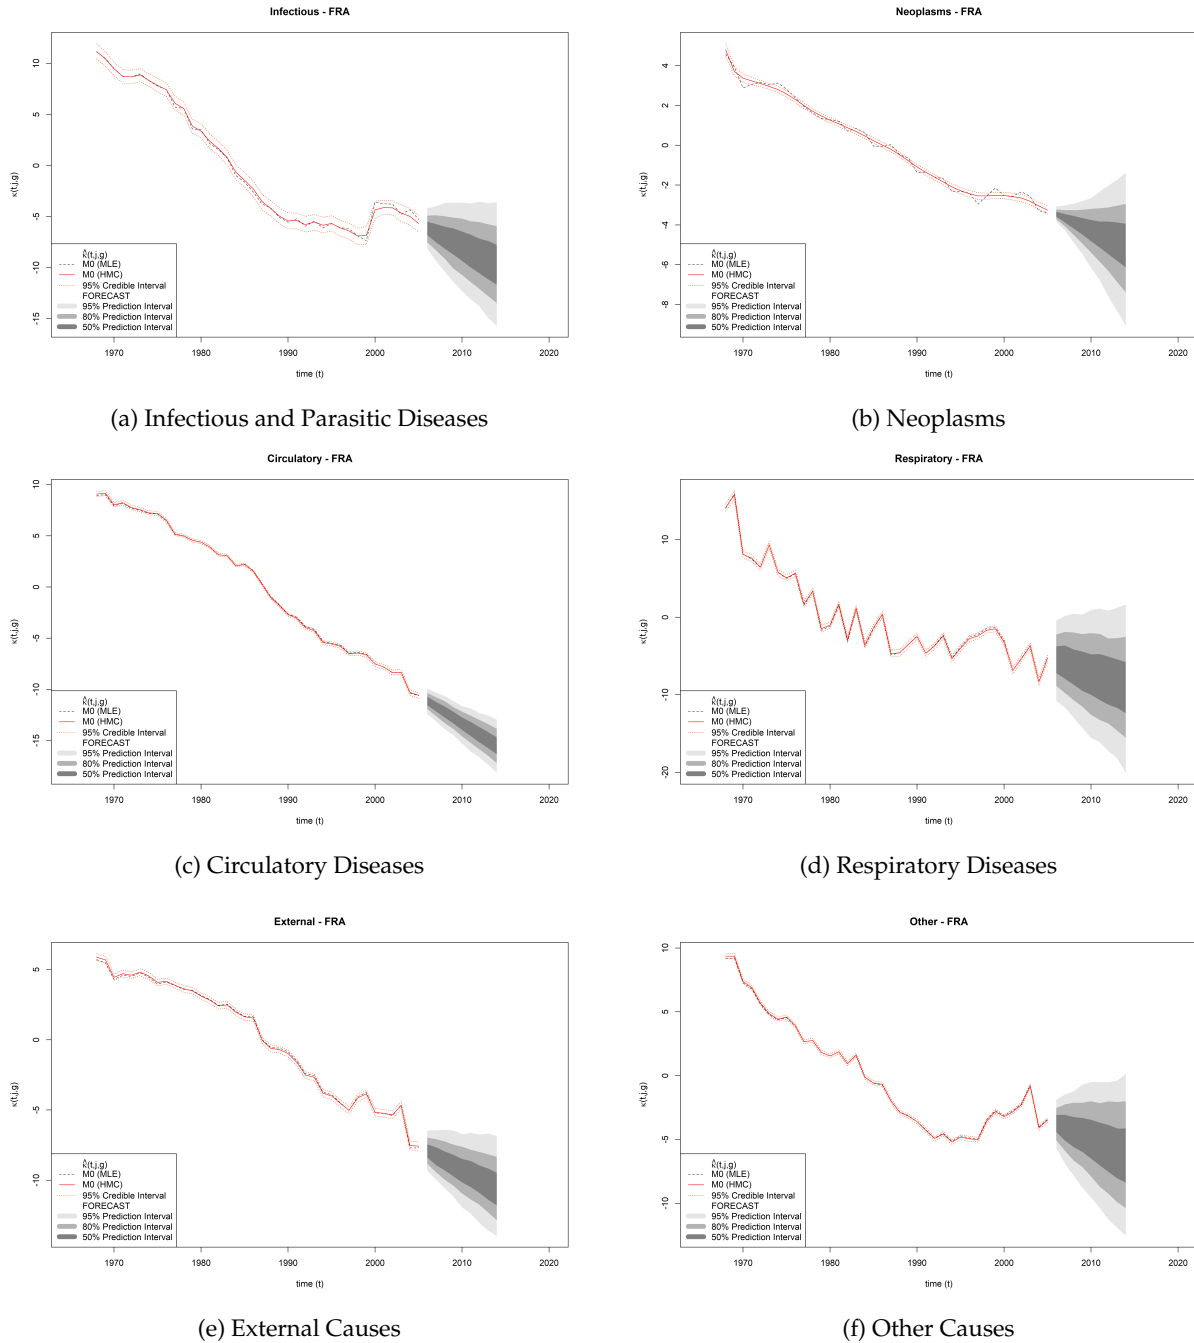 Infectious - FRA
10
5
0
-5
-10
-15
κ(t,j,g)
κ̂(t,j,g)
M0 (MLE)
M0 (HMC)
95% Credible Interval
FORECAST
95% Prediction Interval
80% Prediction Interval
50% Prediction Interval
1970 1980 1990 2000 2010 2020
time (t)
(a) Infectious and Parasitic Diseases
Neoplasms - FRA
4
2
0
-2
-4
-6
-8
κ(t,j,g)
κ̂(t,j,g)
M0 (MLE)
M0 (HMC)
95% Credible Interval
FORECAST
95% Prediction Interval
80% Prediction Interval
50% Prediction Interval
1970 1980 1990 2000 2010 2020
time (t)
(b) Neoplasms
Circulatory - FRA
10
5
0
-5
-10
-15
κ(t,j,g)
κ̂(t,j,g)
M0 (MLE)
M0 (HMC)
95% Credible Interval
FORECAST
95% Prediction Interval
80% Prediction Interval
50% Prediction Interval
1970 1980 1990 2000 2010 2020
time (t)
(c) Circulatory Diseases
Respiratory - FRA
10
0
-10
-20
κ(t,j,g)
κ̂(t,j,g)
M0 (MLE)
M0 (HMC)
95% Credible Interval
FORECAST
95% Prediction Interval
80% Prediction Interval
50% Prediction Interval
1970 1980 1990 2000 2010 2020
time (t)
(d) Respiratory Diseases
External - FRA
5
0
-5
-10
κ(t,j,g)
κ̂(t,j,g)
M0 (MLE)
M0 (HMC)
95% Credible Interval
FORECAST
95% Prediction Interval
80% Prediction Interval
50% Prediction Interval
1970 1980 1990 2000 2010 2020
time (t)
(e) External Causes
Other - FRA
10
5
0
-5
-10
κ(t,j,g)
κ̂(t,j,g)
M0 (MLE)
M0 (HMC)
95% Credible Interval
FORECAST
95% Prediction Interval
80% Prediction Interval
50% Prediction Interval
1970 1980 1990 2000 2010 2020
time (t)
(f) Other Causes